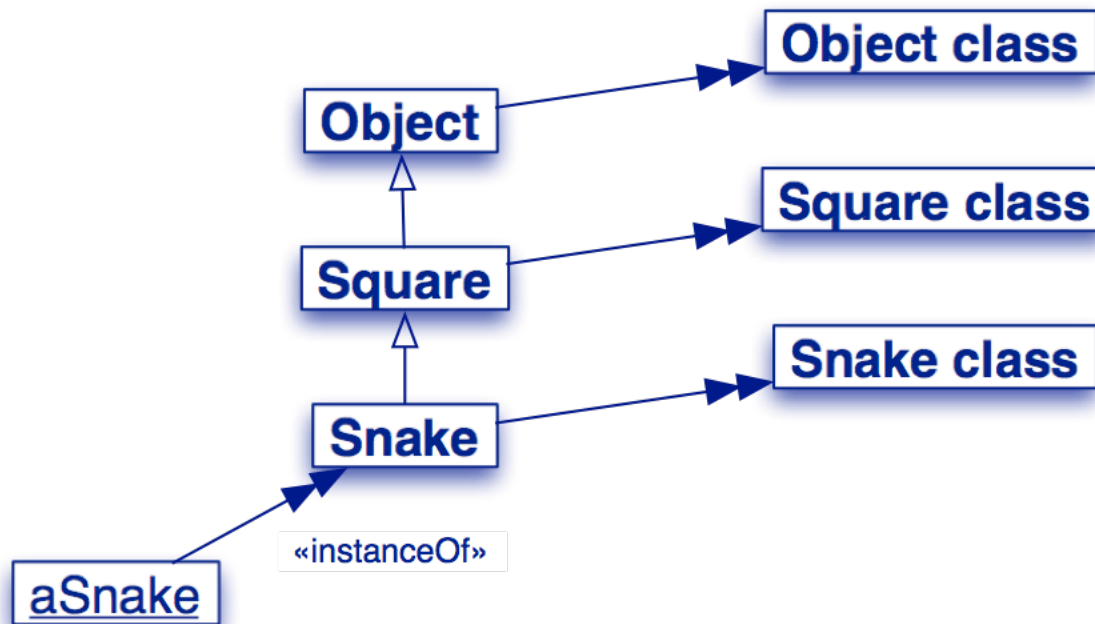 Object class
Object
Square class
Square
Snake class
Snake
«instanceOf»
aSnake